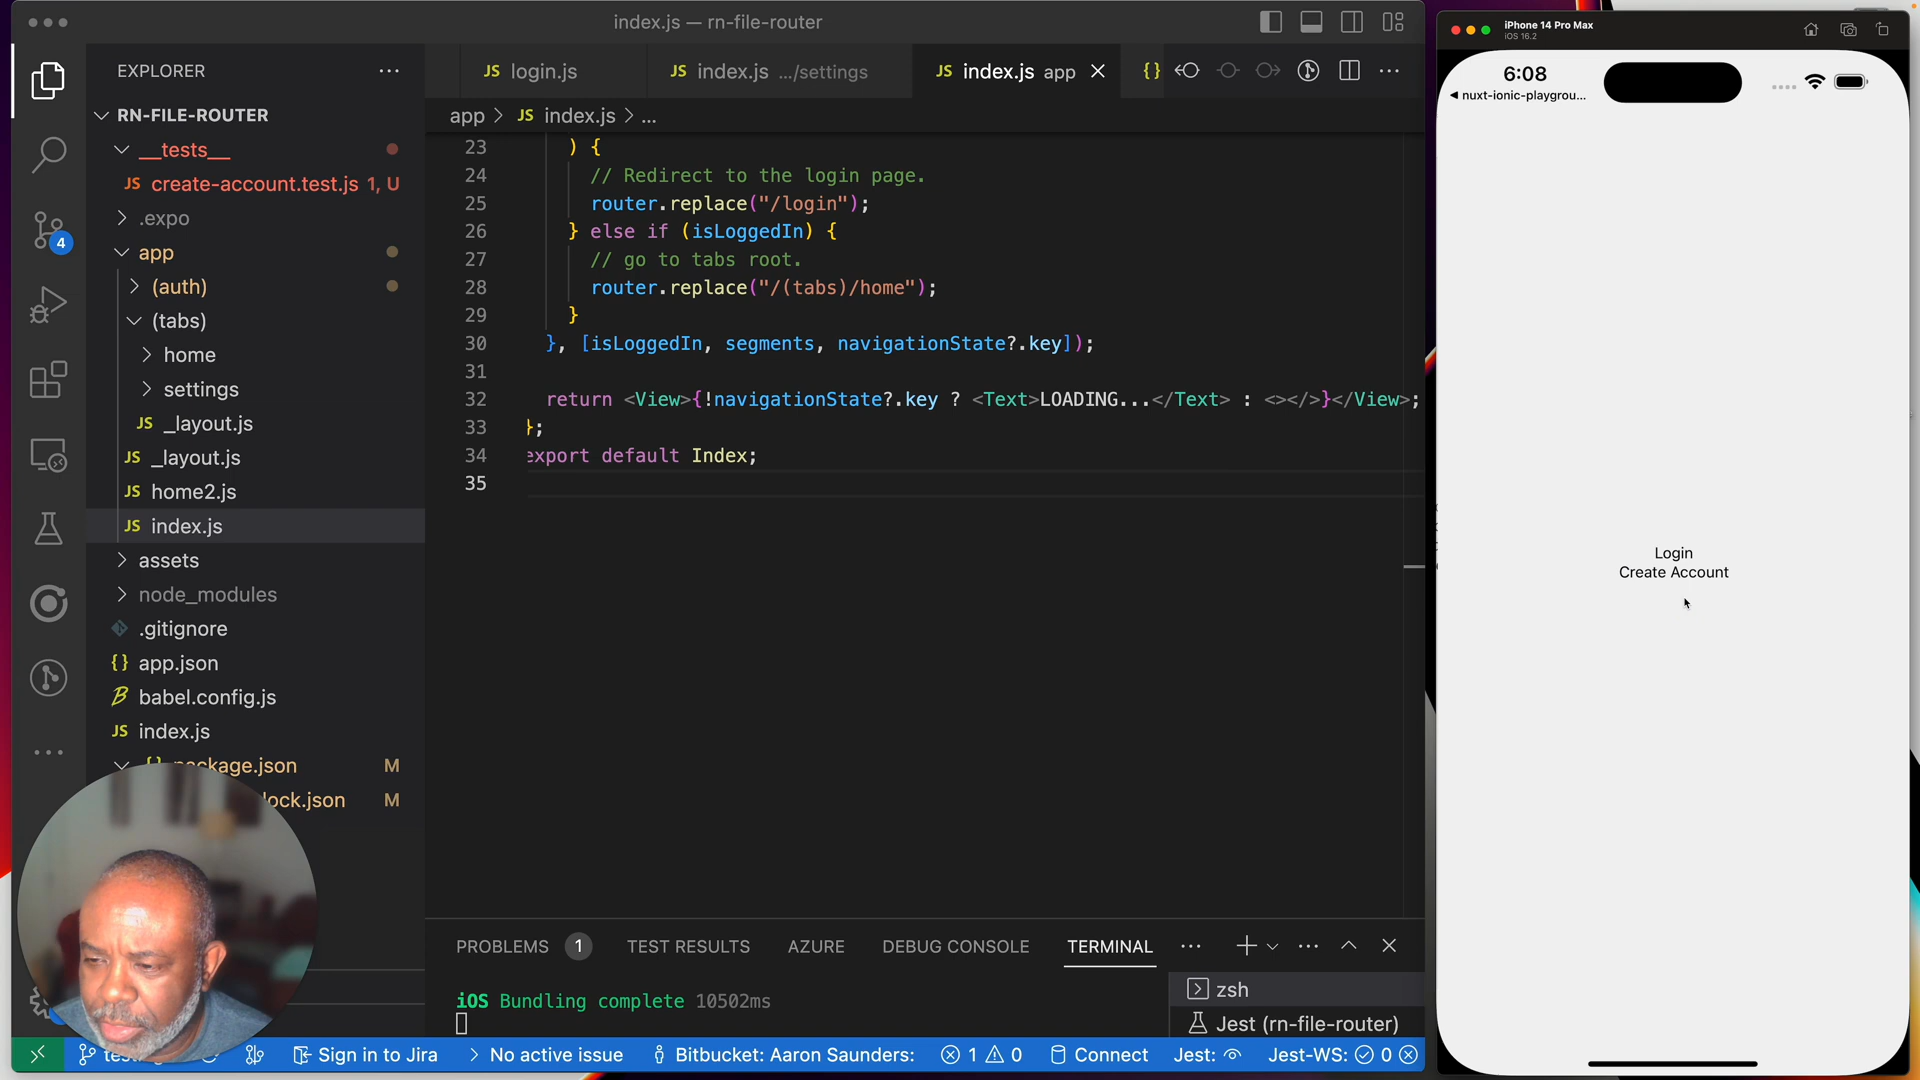 index.js — rn-file-router
EXPLORER
RN-FILE-ROUTER
__tests__
JS create-account.test.js 1, U
.expo
app
(auth)
(tabs)
home
settings
JS _layout.js
JS _layout.js
JS home2.js
JS index.js
assets
node_modules
.gitignore
{} app.json
babel.config.js
JS index.js
package.json M
lock.json M
4
JS login.js
JS index.js .../settings
JS index.js app
app > JS index.js > ...
23 ) {
24 // Redirect to the login page.
25 router.replace("/login");
26 } else if (isLoggedIn) {
27 // go to tabs root.
28 router.replace("/(tabs)/home");
29 }
30 }, [isLoggedIn, segments, navigationState?.key]);
31
32 return <View>{!navigationState?.key ? <Text>LOADING...</Text> : <></>}</View>;
33 };
34 export default Index;
35
PROBLEMS 1 TEST RESULTS AZURE DEBUG CONSOLE TERMINAL
iOS Bundling complete 10502ms
zsh
Jest (rn-file-router)
Sign in to Jira
No active issue
Bitbucket: Aaron Saunders:
1 0
Connect
Jest:
Jest-WS: 0
iPhone 14 Pro Max
iOS 16.2
6:08
◀ nuxt-ionic-playgrou...
Login
Create Account